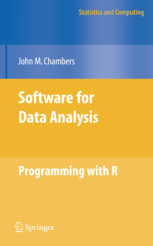 Statistics and Computing
John M. Chambers
Software for
Data Analysis
Programming with R
Springer